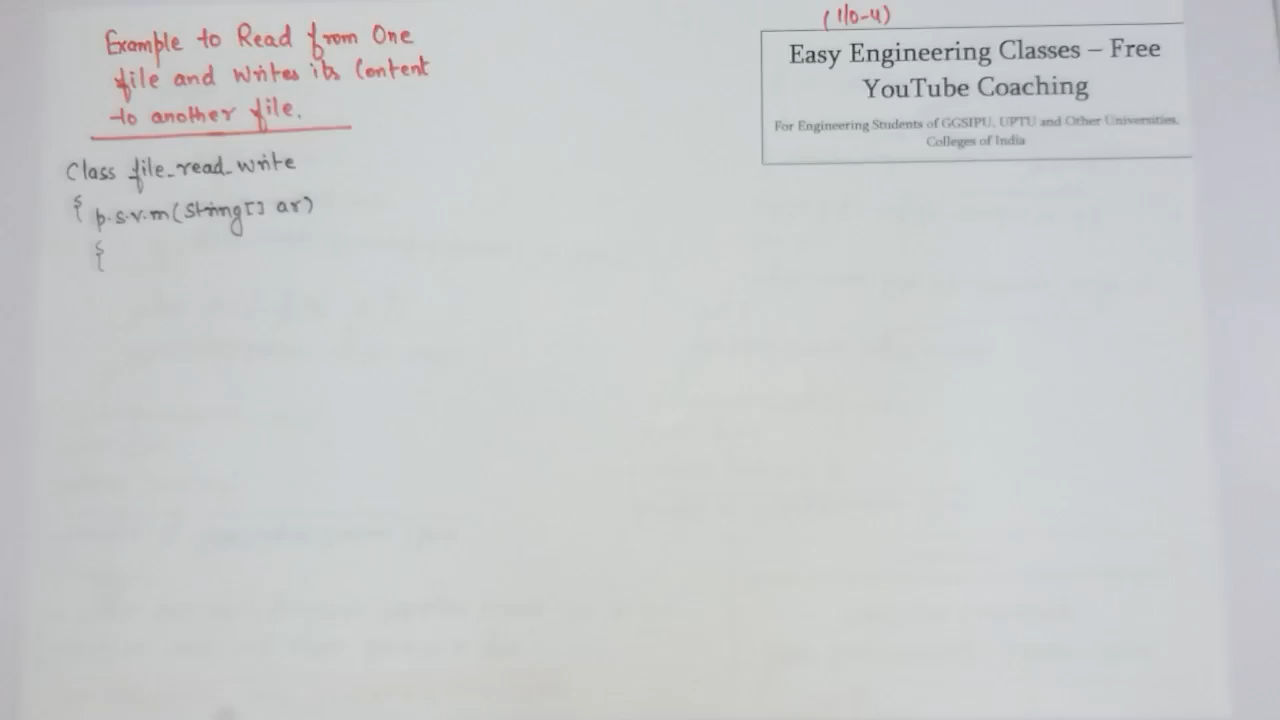 Example to Read from One
file and writes its Content
to another file.
Class file_read_write
{ p.s.v.m(String[] ar)
{
(I/O-4)
Easy Engineering Classes – Free
YouTube Coaching
For Engineering Students of GGSIPU, UPTU and Other Universities,
Colleges of India